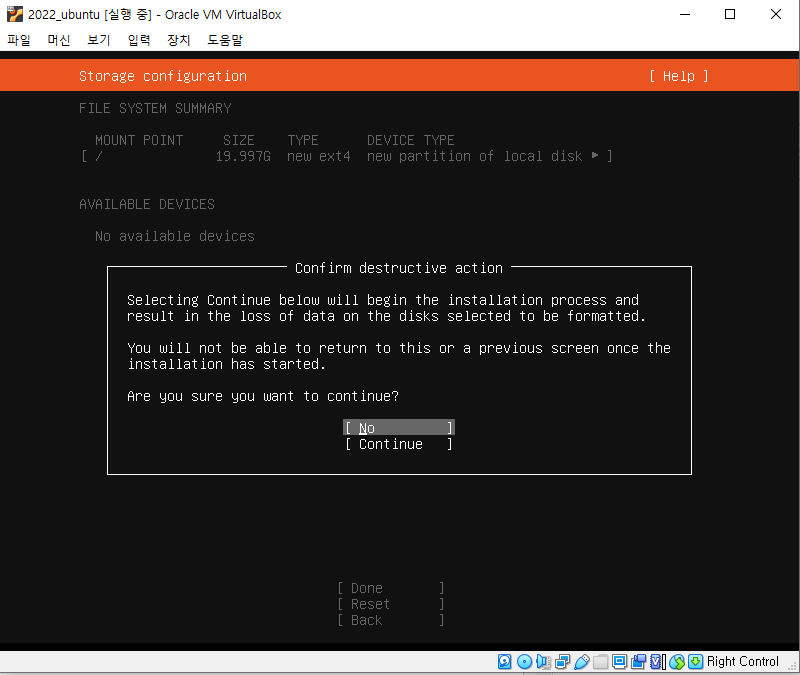 2022_ubuntu [실행 중] - Oracle VM VirtualBox
파일 머신 보기 입력 장치 도움말
Storage configuration [ Help ]
FILE SYSTEM SUMMARY
MOUNT POINT SIZE TYPE DEVICE TYPE
[ / 19.997G new ext4 new partition of local disk ▸ ]
AVAILABLE DEVICES
No available devices
Confirm destructive action
Selecting Continue below will begin the installation process and
result in the loss of data on the disks selected to be formatted.
You will not be able to return to this or a previous screen once the
installation has started.
Are you sure you want to continue?
[ No ]
[ Continue ]
[ Done ]
[ Reset ]
[ Back ]
Right Control